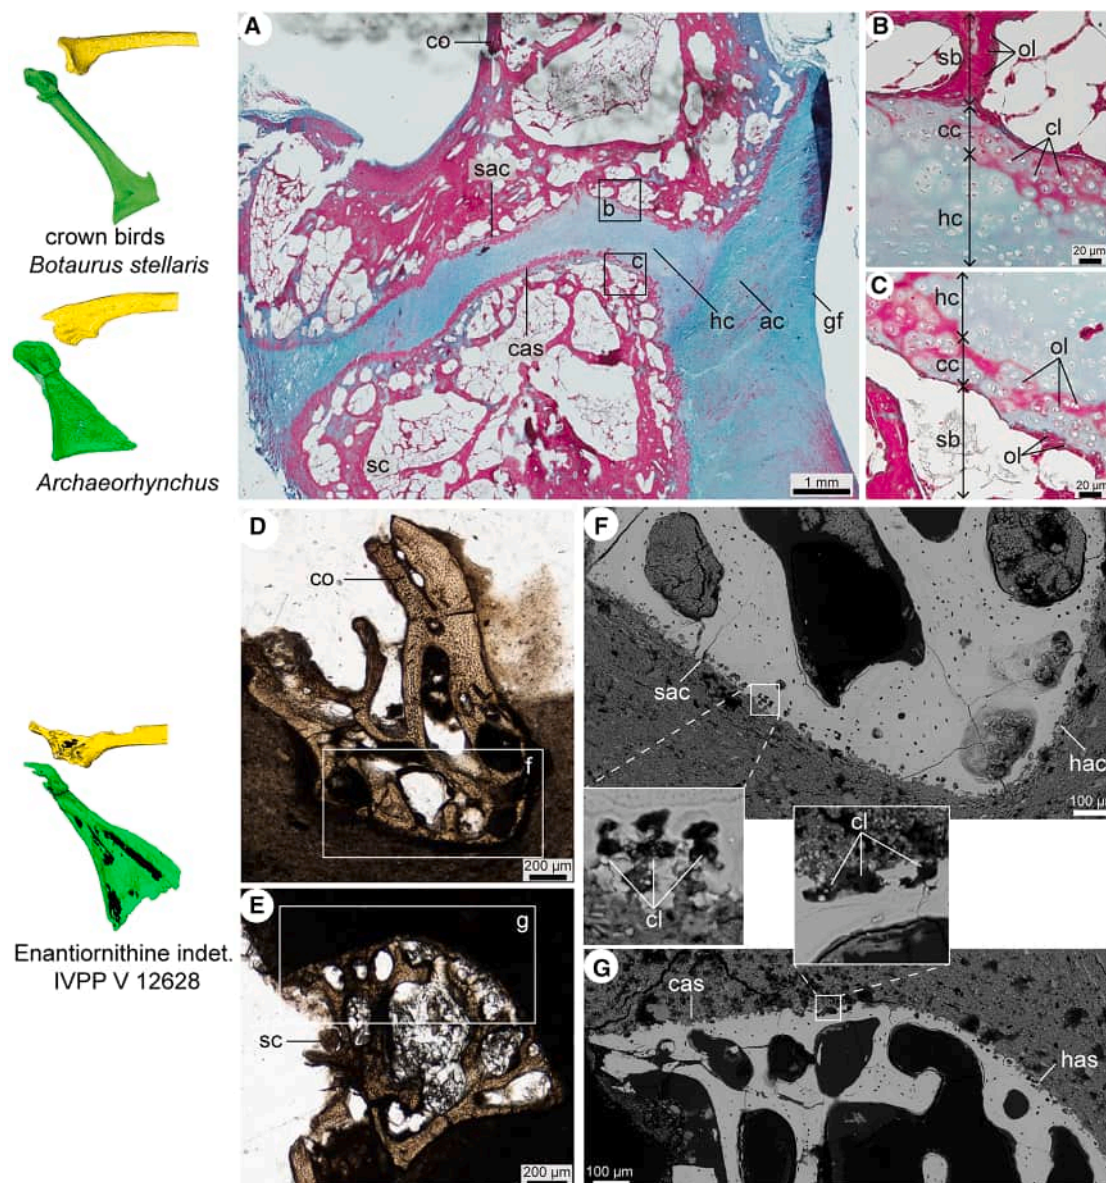 crown birds
Botaurus stellaris
Archaeorhynchus
Enantiornithine indet.
IVPP V 12628
A
co
sac
b
c
cas
hc
ac
gf
sc
1 mm
B
sb
ol
cc
cl
hc
20 µm
C
hc
ol
cc
sb
ol
20 µm
D
co
f
200 µm
E
g
sc
200 µm
F
sac
hac
100 µm
cl
cl
G
cas
has
100 µm